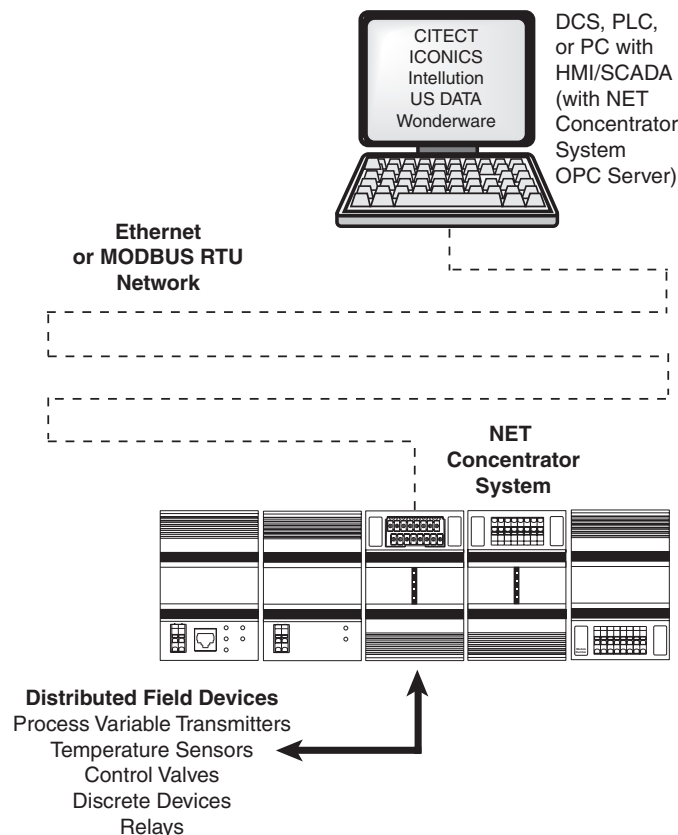 CITECT
ICONICS
Intellution
US DATA
Wonderware
DCS, PLC,
or PC with
HMI/SCADA
(with NET
Concentrator
System
OPC Server)
Ethernet
or MODBUS RTU
Network
NET
Concentrator
System
Distributed Field Devices
Process Variable Transmitters
Temperature Sensors
Control Valves
Discrete Devices
Relays